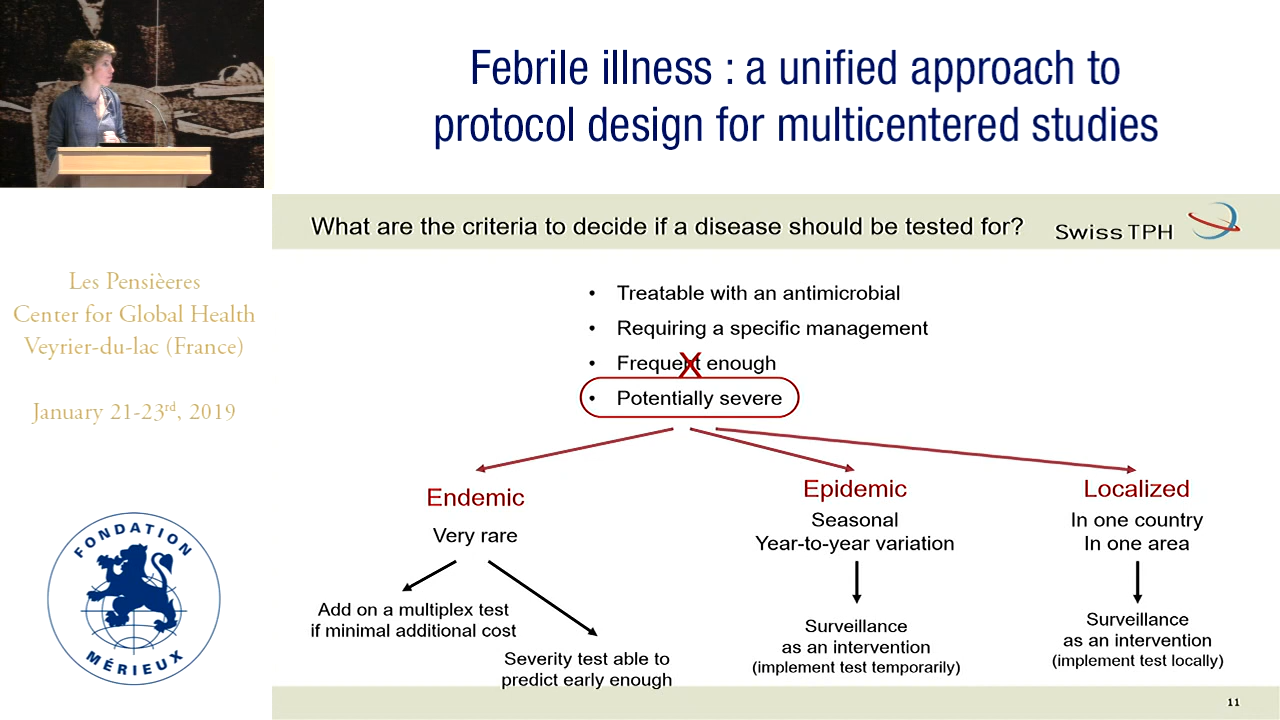 Febrile illness : a unified approach to
protocol design for multicentered studies
What are the criteria to decide if a disease should be tested for?
Swiss TPH
Les Pensièeres
Center for Global Health
Veyrier-du-lac (France)
January 21-23rd, 2019
FONDATION
MÉRIEUX
• Treatable with an antimicrobial
• Requiring a specific management
• Frequent enough
X
• Potentially severe
Endemic
Very rare
Add on a multiplex test
if minimal additional cost
Severity test able to
predict early enough
Epidemic
Seasonal
Year-to-year variation
Surveillance
as an intervention
(implement test temporarily)
Localized
In one country
In one area
Surveillance
as an intervention
(implement test locally)
11